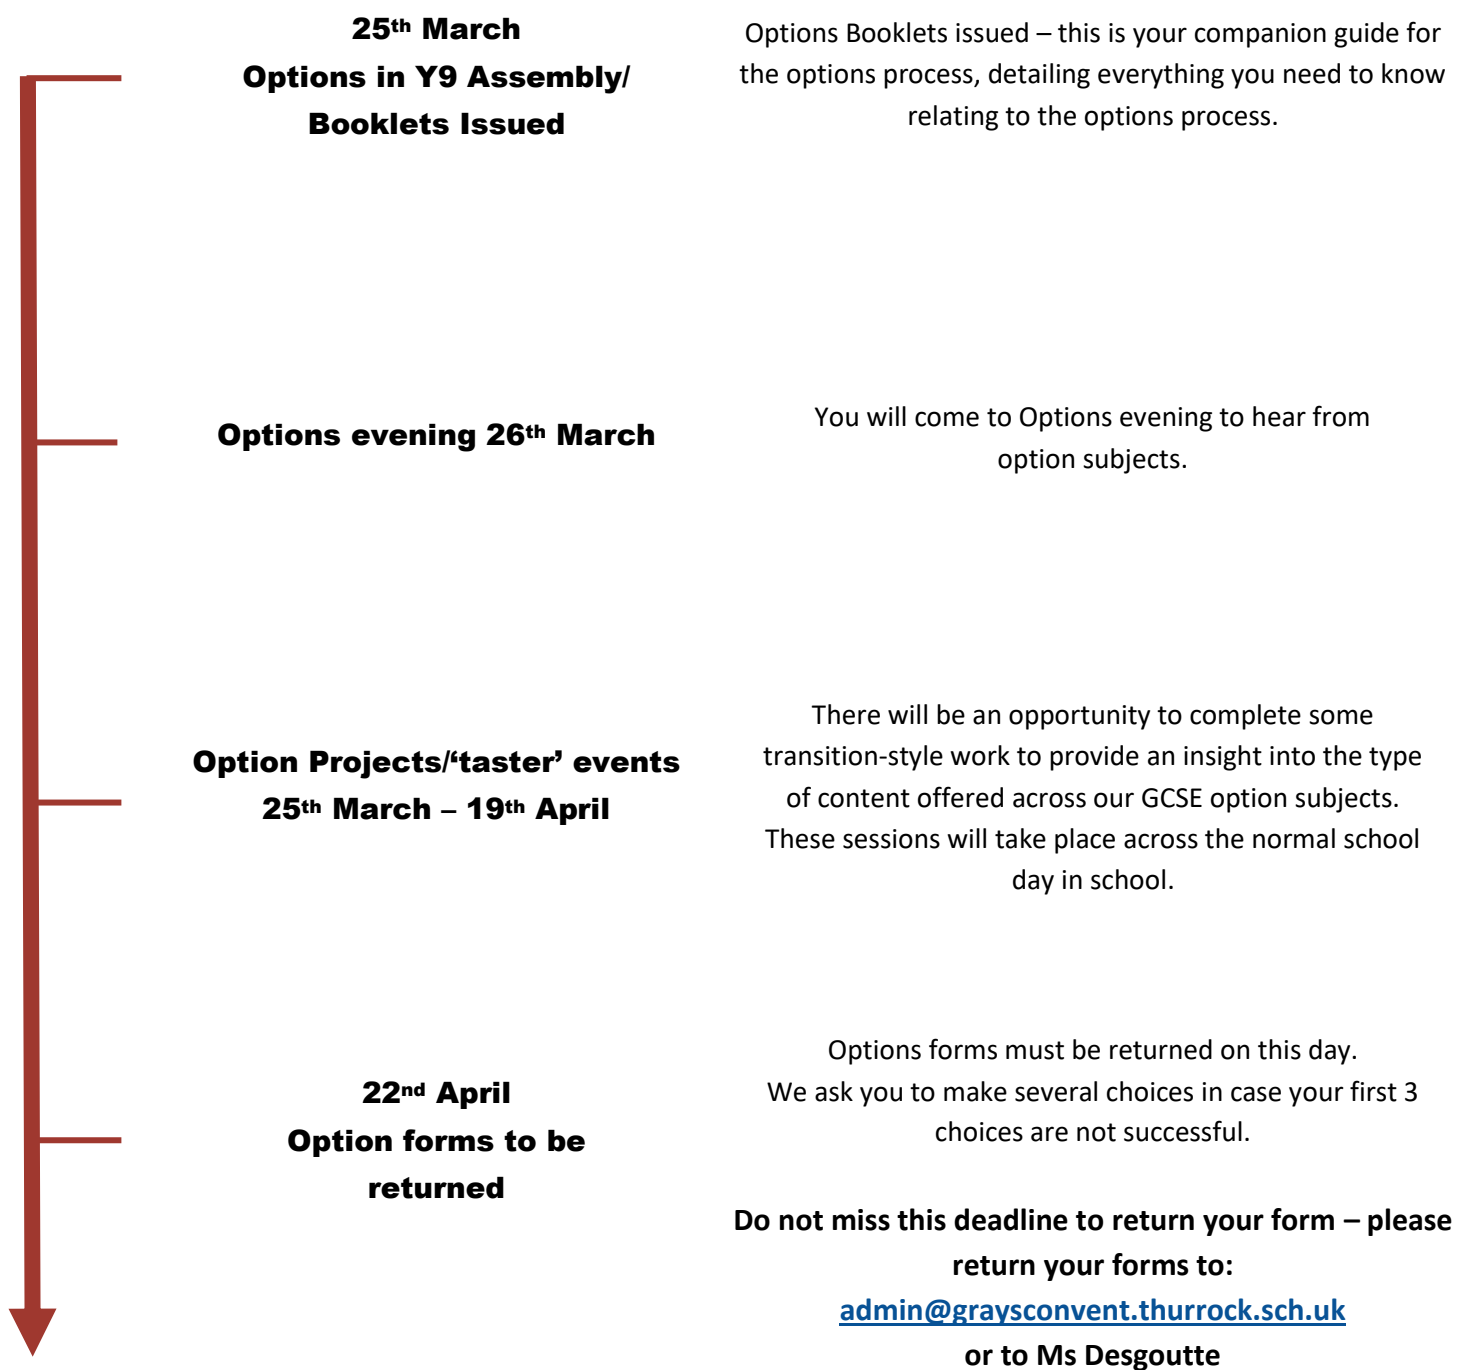 25th March
Options in Y9 Assembly/
Booklets Issued
Options Booklets issued – this is your companion guide for
the options process, detailing everything you need to know
relating to the options process.
Options evening 26th March
You will come to Options evening to hear from
option subjects.
Option Projects/‘taster’ events
25th March – 19th April
There will be an opportunity to complete some
transition-style work to provide an insight into the type
of content offered across our GCSE option subjects.
These sessions will take place across the normal school
day in school.
22nd April
Option forms to be
returned
Options forms must be returned on this day.
We ask you to make several choices in case your first 3
choices are not successful.
Do not miss this deadline to return your form – please
return your forms to:
admin@graysconvent.thurrock.sch.uk
or to Ms Desgoutte